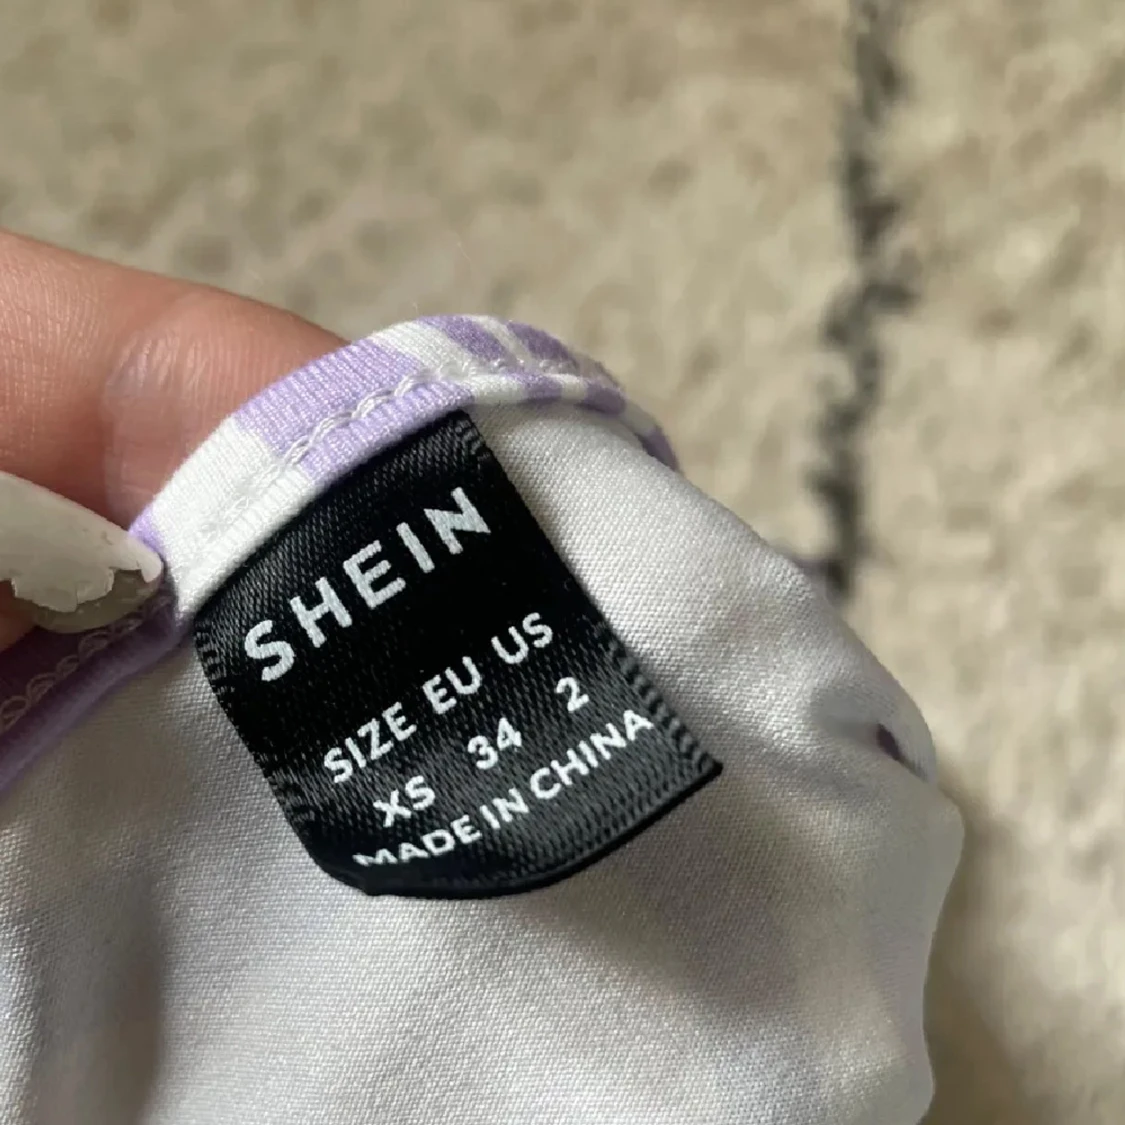 SHEIN
SIZE EU US
XS 34 2
MADE IN CHINA